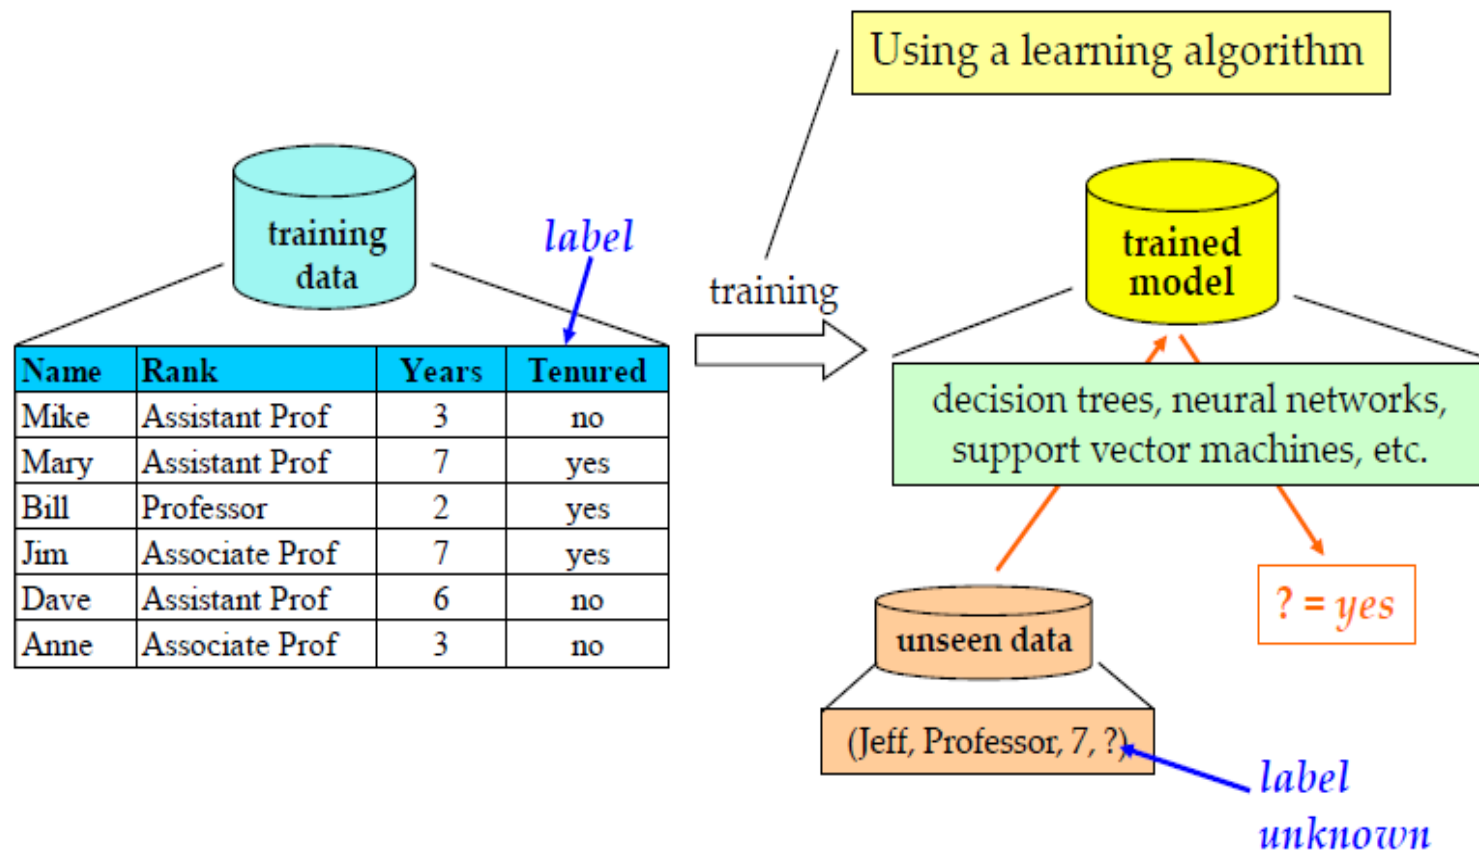 Using a learning algorithm
training
data
label
training
trained
model
Name Rank Years Tenured
Mike Assistant Prof 3 no
Mary Assistant Prof 7 yes
Bill Professor 2 yes
Jim Associate Prof 7 yes
Dave Assistant Prof 6 no
Anne Associate Prof 3 no
decision trees, neural networks,
support vector machines, etc.
? = yes
unseen data
(Jeff, Professor, 7, ?)
label
unknown